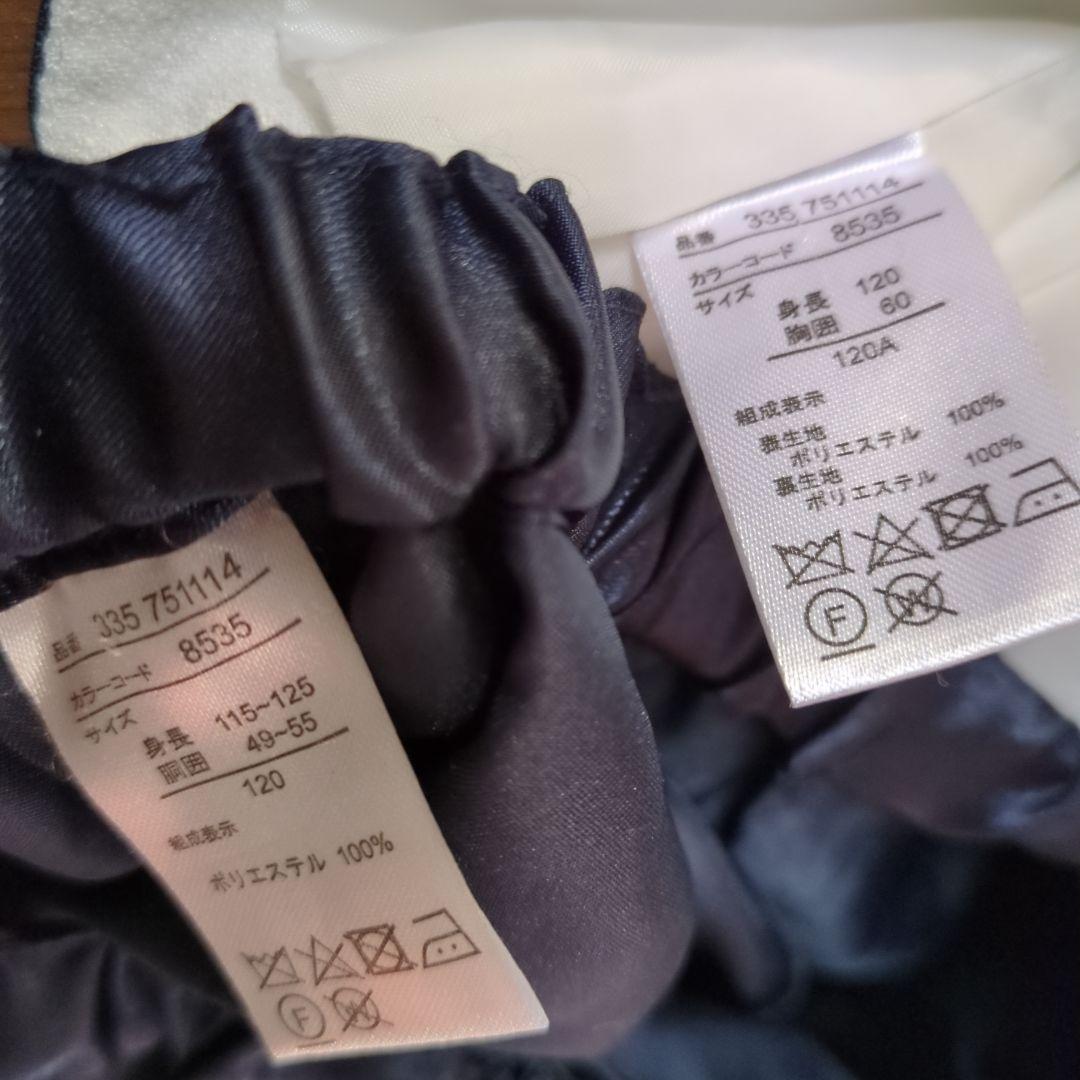 品番 335 751114
カラーコード 8535
サイズ
身長 115~125
胴囲 49~55
120
組成表示
ポリエステル 100%
F
W
品番 335 751114
カラーコード 8535
サイズ
身長 120
胸囲 60
120A
組成表示
表生地
ポリエステル 100%
裏生地
ポリエステル 100%
F
W